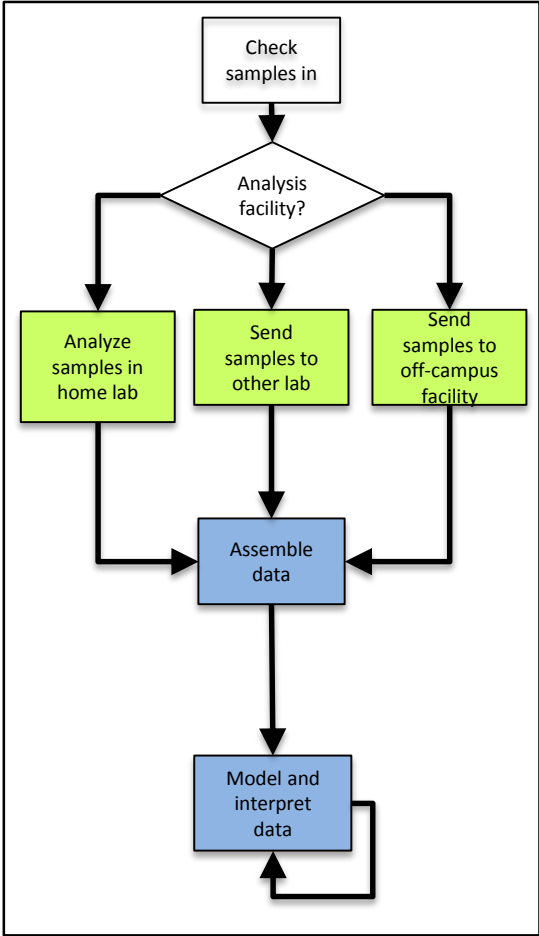 Check
samples in
Analysis
facility?
Analyze
samples in
home lab
Send
samples to
other lab
Send
samples to
off-campus
facility
Assemble
data
Model and
interpret
data